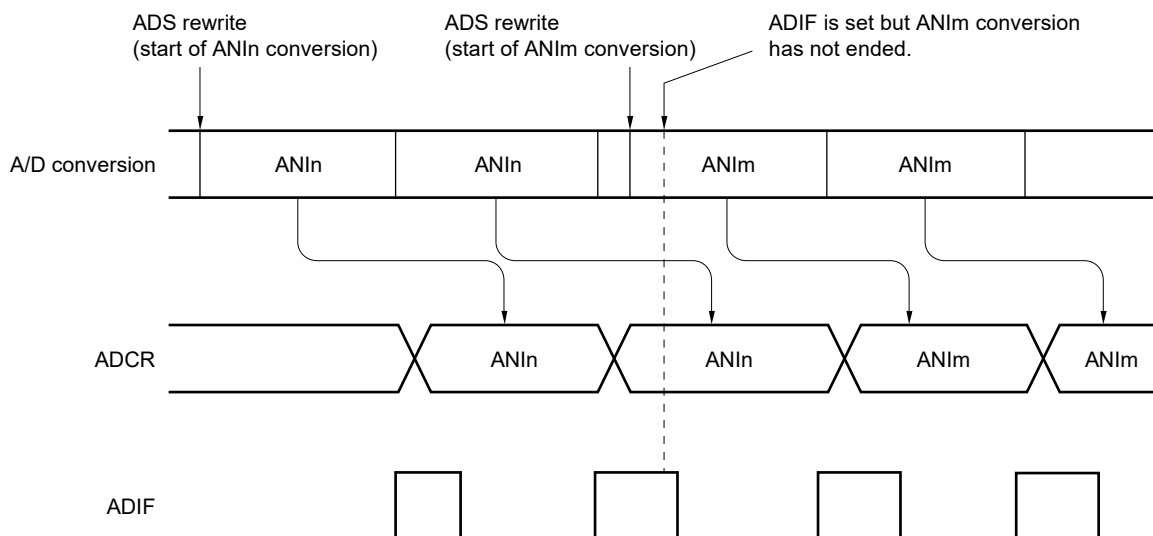 ADS rewrite
(start of ANIn conversion)
ADS rewrite
(start of ANIm conversion)
ADIF is set but ANIm conversion
has not ended.
A/D conversion
ANIn
ANIn
ANIm
ANIm
ADCR
ANIn
ANIn
ANIm
ANIm
ADIF